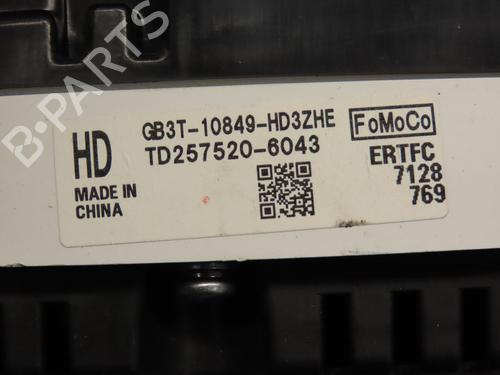 HD
MADE IN
CHINA
GB3T-10849-HD3ZHE
TD257520-6043
FoMoCo
ERTFC
7128
769
B-PARTS